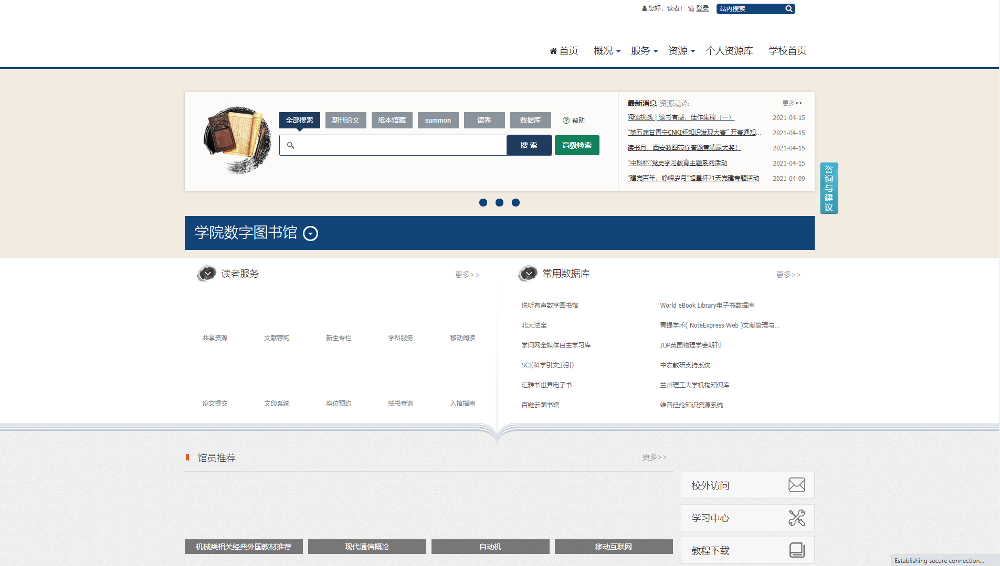 您好，读者！ 请 登录 站内搜索
首页 概况 服务 资源 个人资源库 学校首页
全部搜索 期刊论文 纸本馆藏 summon 读秀 数据库 帮助
搜 索 高级检索
最新消息 资源动态 更多>>
阅读挑战丨读书有感，佳作集锦（一） 2021-04-15
“第五届甘青宁CNKI杯知识发现大赛” 开赛通知... 2021-04-15
读书月，西安数图带你答题竞猜赢大奖！ 2021-04-15
“中科杯”党史学习教育主题系列活动 2021-04-15
“建党百年，峥嵘岁月”超星杯21天党建专题活动 2021-04-09
咨询与建议
学院数字图书馆
读者服务 更多>>
共享资源 文献荐购 新生专栏 学科服务 移动阅读
论文提交 文印系统 座位预约 纸书查询 入馆指南
常用数据库 更多>>
悦听有声数字图书馆 World eBook Library电子书数据库
北大法宝 青提学术( NoteExpress Web )文献管理与...
学问网全媒体自主学习库 IOP英国物理学会期刊
SCI(科学引文索引) 中宏教研支持系统
汇雅书世界电子书 兰州理工大学机构知识库
百链云图书馆 维普经纶知识资源系统
馆员推荐 更多>>
机械类相关经典外国教材推荐 现代通信概论 自动机 移动互联网
校外访问
学习中心
教程下载
Establishing secure connection...